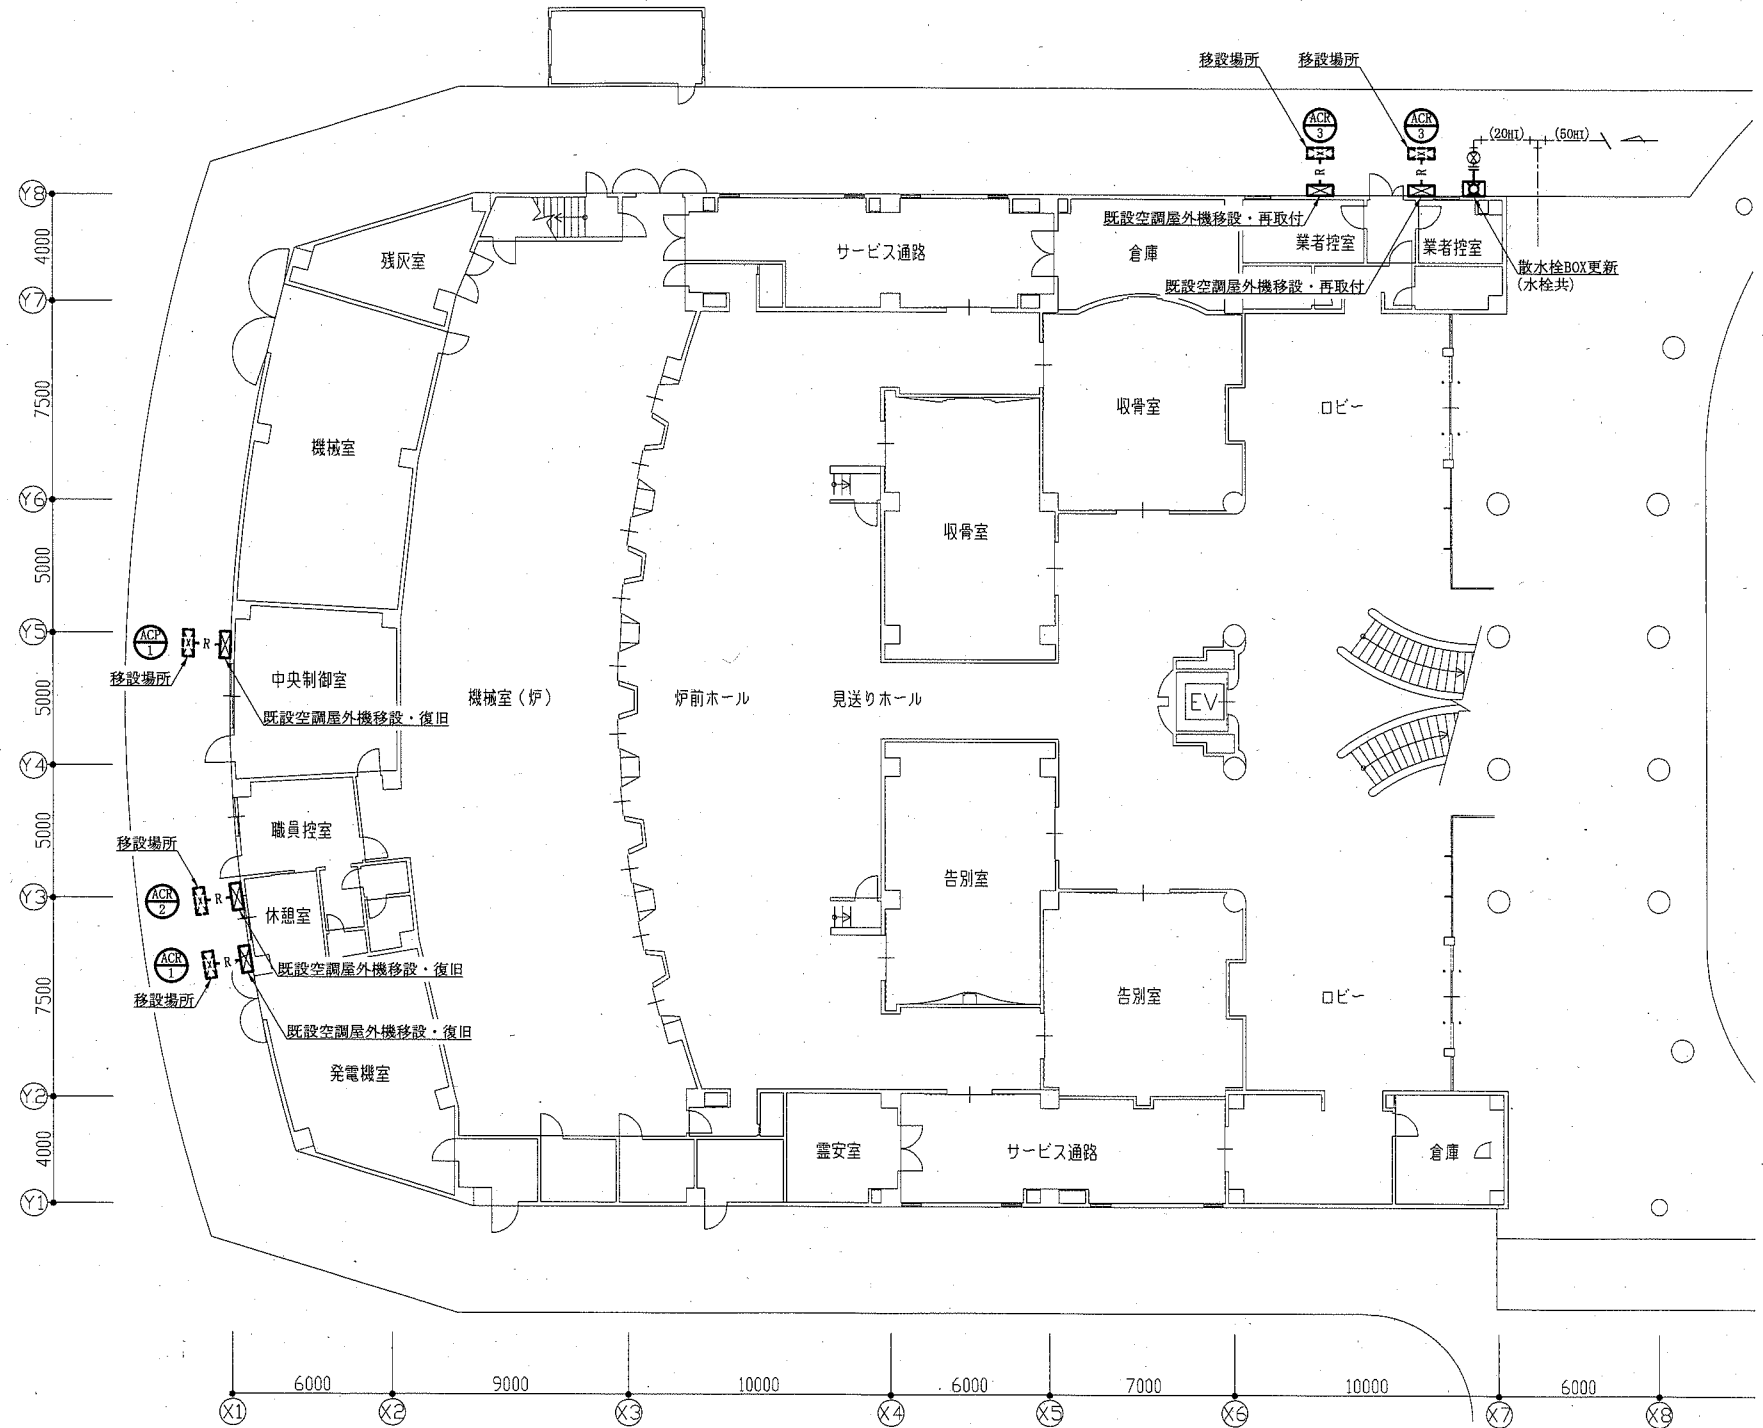 移設場所
移設場所
ACR
3
ACR
3
(20HI)
(50HI)
R
R
Y8
既設空調屋外機移設・再取付
サービス通路
倉庫
業者控室
業者控室
4000
残灰室
散水栓BOX更新
(水栓共)
既設空調屋外機移設・再取付
Y7
7500
収骨室
ロビー
機械室
Y6
収骨室
5000
Y5
ACP
1
R
移設場所
中央制御室
5000
機械室(炉)
炉前ホール
見送りホール
EV
既設空調屋外機移設・復旧
Y4
5000
職員控室
移設場所
告別室
Y3
ACR
2
R
休憩室
ACR
1
R
既設空調屋外機移設・復旧
移設場所
7500
告別室
ロビー
既設空調屋外機移設・復旧
発電機室
Y2
4000
霊安室
サービス通路
倉庫
Y1
6000
9000
10000
6000
7000
10000
6000
X1
X2
X3
X4
X5
X6
X7
X8